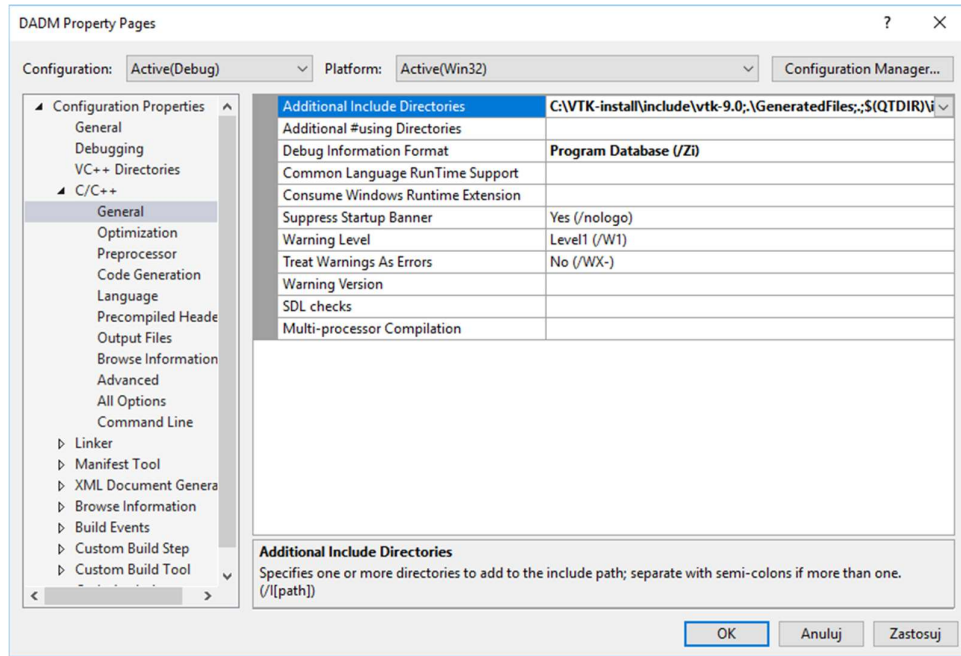 DADM Property Pages
? ×
Configuration: Active(Debug) Platform: Active(Win32) Configuration Manager...
Configuration Properties
General
Debugging
VC++ Directories
C/C++
General
Optimization
Preprocessor
Code Generation
Language
Precompiled Heade
Output Files
Browse Information
Advanced
All Options
Command Line
Linker
Manifest Tool
XML Document Genera
Browse Information
Build Events
Custom Build Step
Custom Build Tool
Additional Include Directories C:\VTK-install\include\vtk-9.0;.\GeneratedFiles;.;$(QTDIR)\i
Additional #using Directories
Debug Information Format Program Database (/Zi)
Common Language RunTime Support
Consume Windows Runtime Extension
Suppress Startup Banner Yes (/nologo)
Warning Level Level1 (/W1)
Treat Warnings As Errors No (/WX-)
Warning Version
SDL checks
Multi-processor Compilation
Additional Include Directories
Specifies one or more directories to add to the include path; separate with semi-colons if more than one.
(/I[path])
OK Anuluj Zastosuj